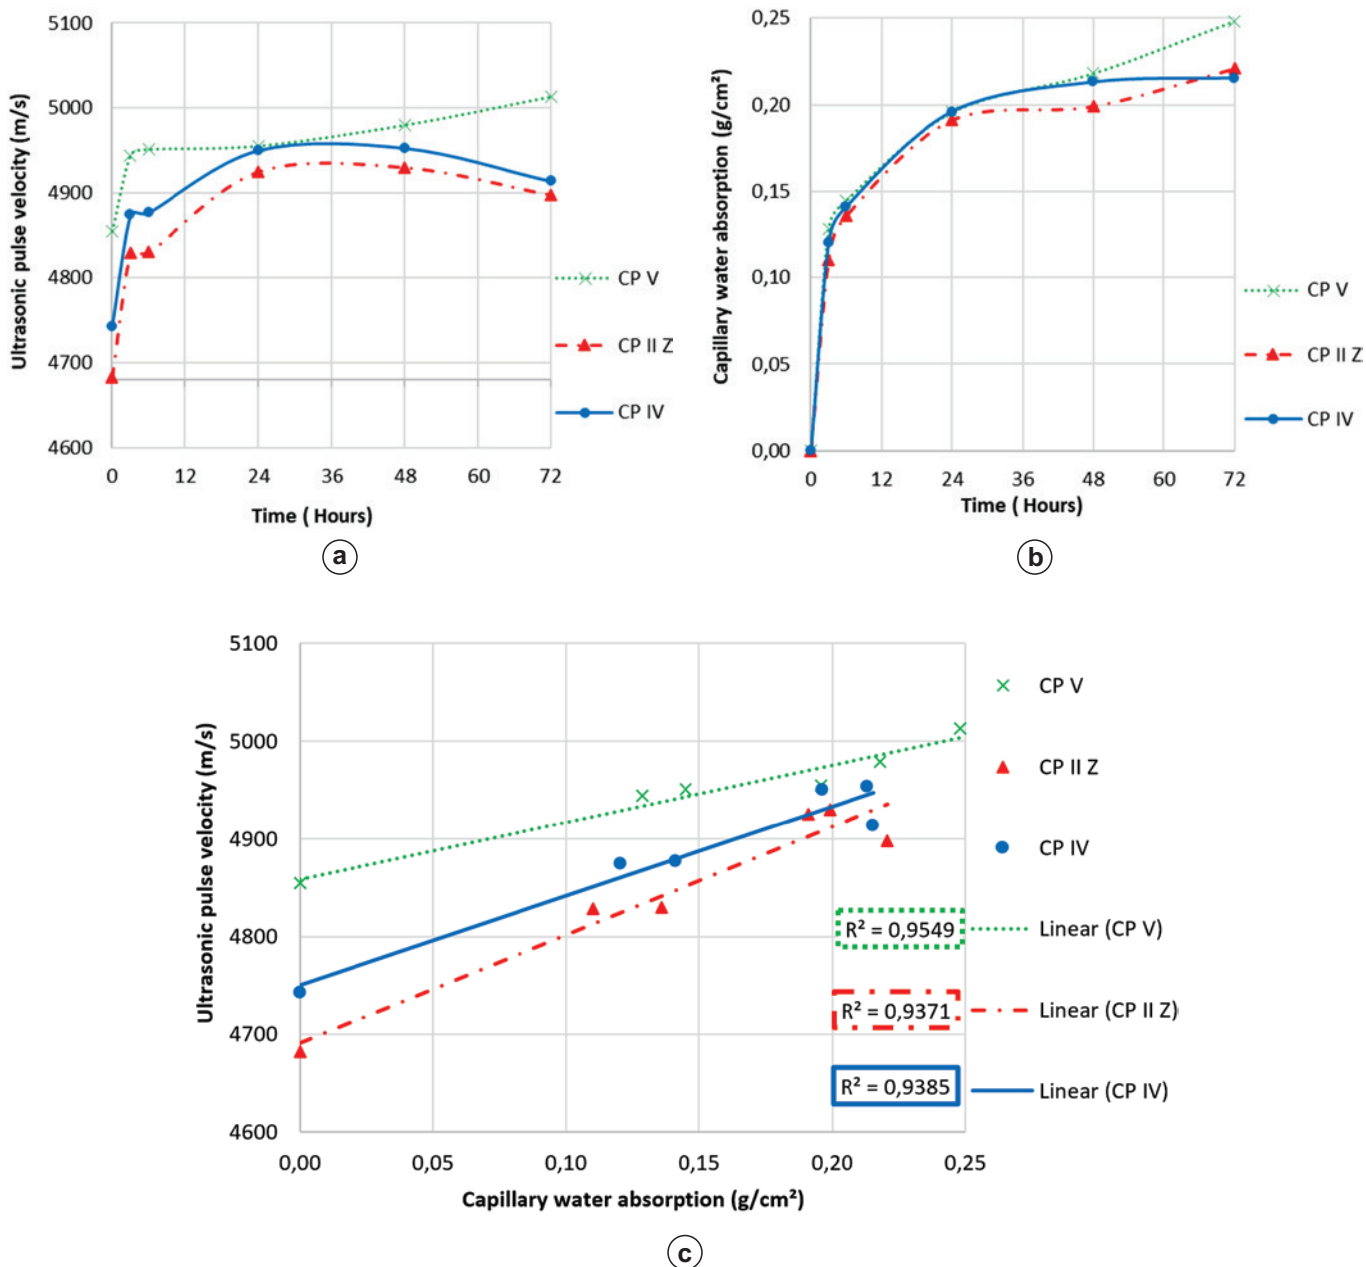 5100
5000
4900
4800
4700
4600
Ultrasonic pulse velocity (m/s)
0 12 24 36 48 60 72
Time ( Hours)
CP V
CP II Z
CP IV
a
0,25
0,20
0,15
0,10
0,05
0,00
Capillary water absorption (g/cm²)
0 12 24 36 48 60 72
Time ( Hours)
CP V
CP II Z
CP IV
b
5100
5000
4900
4800
4700
4600
Ultrasonic pulse velocity (m/s)
0,00 0,05 0,10 0,15 0,20 0,25
Capillary water absorption (g/cm²)
CP V
CP II Z
CP IV
R² = 0,9549 Linear (CP V)
R² = 0,9371 Linear (CP II Z)
R² = 0,9385 Linear (CP IV)
c